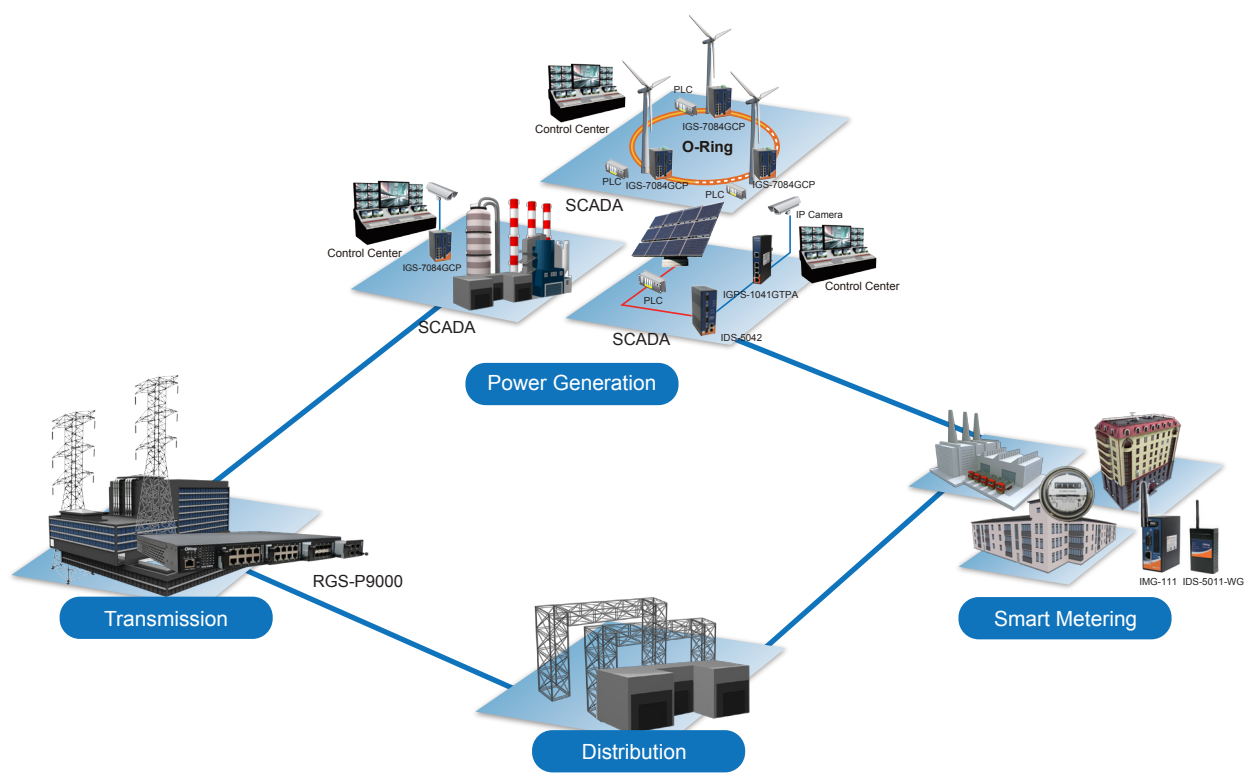 PLC
Control Center
IGS-7084GCP
O-Ring
PLC
IGS-7084GCP
IGS-7084GCP
PLC
SCADA
IP Camera
Control Center
IGS-7084GCP
Control Center
PLC
IGPS-1041GTPA
SCADA
SCADA
IDS-5042
Power Generation
RGS-P9000
IMG-111
IDS-5011-WG
Transmission
Smart Metering
Distribution